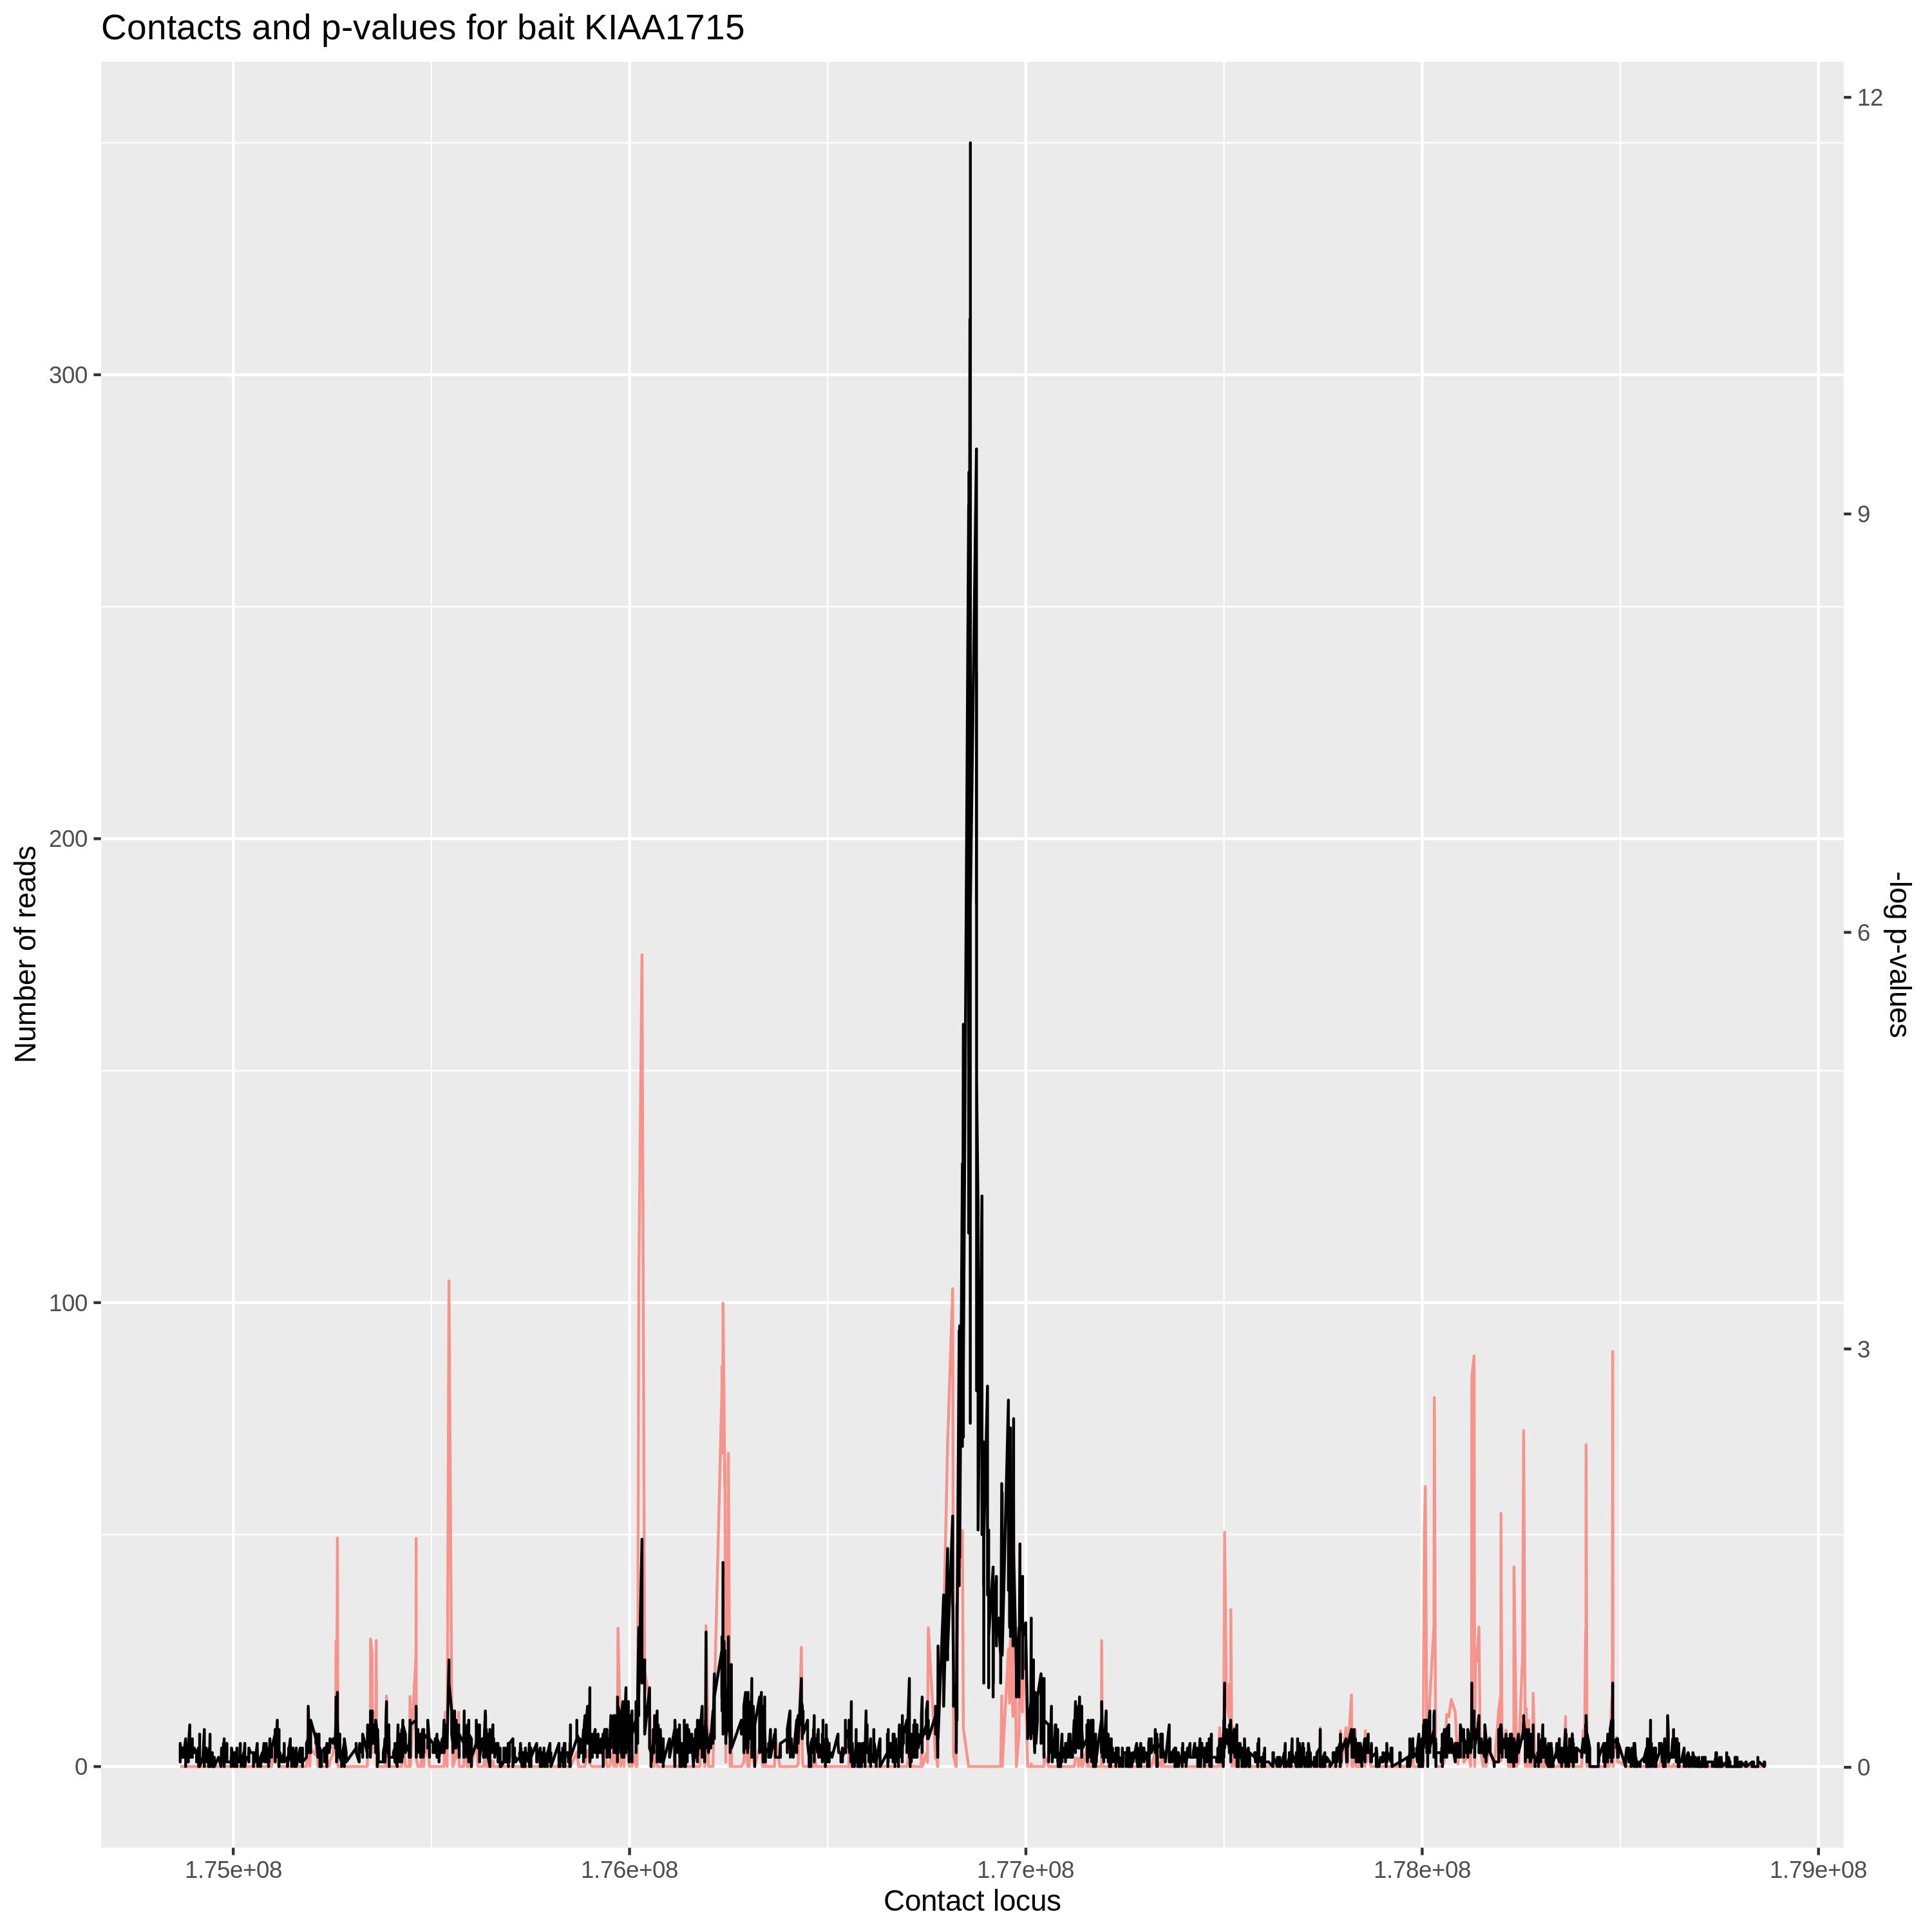 Contacts and p-values for bait KIAA1715
12
300
9
200
Number of reads
-log p-values
6
100
3
0
0
1.75e+08
1.76e+08
1.77e+08
1.78e+08
1.79e+08
Contact locus